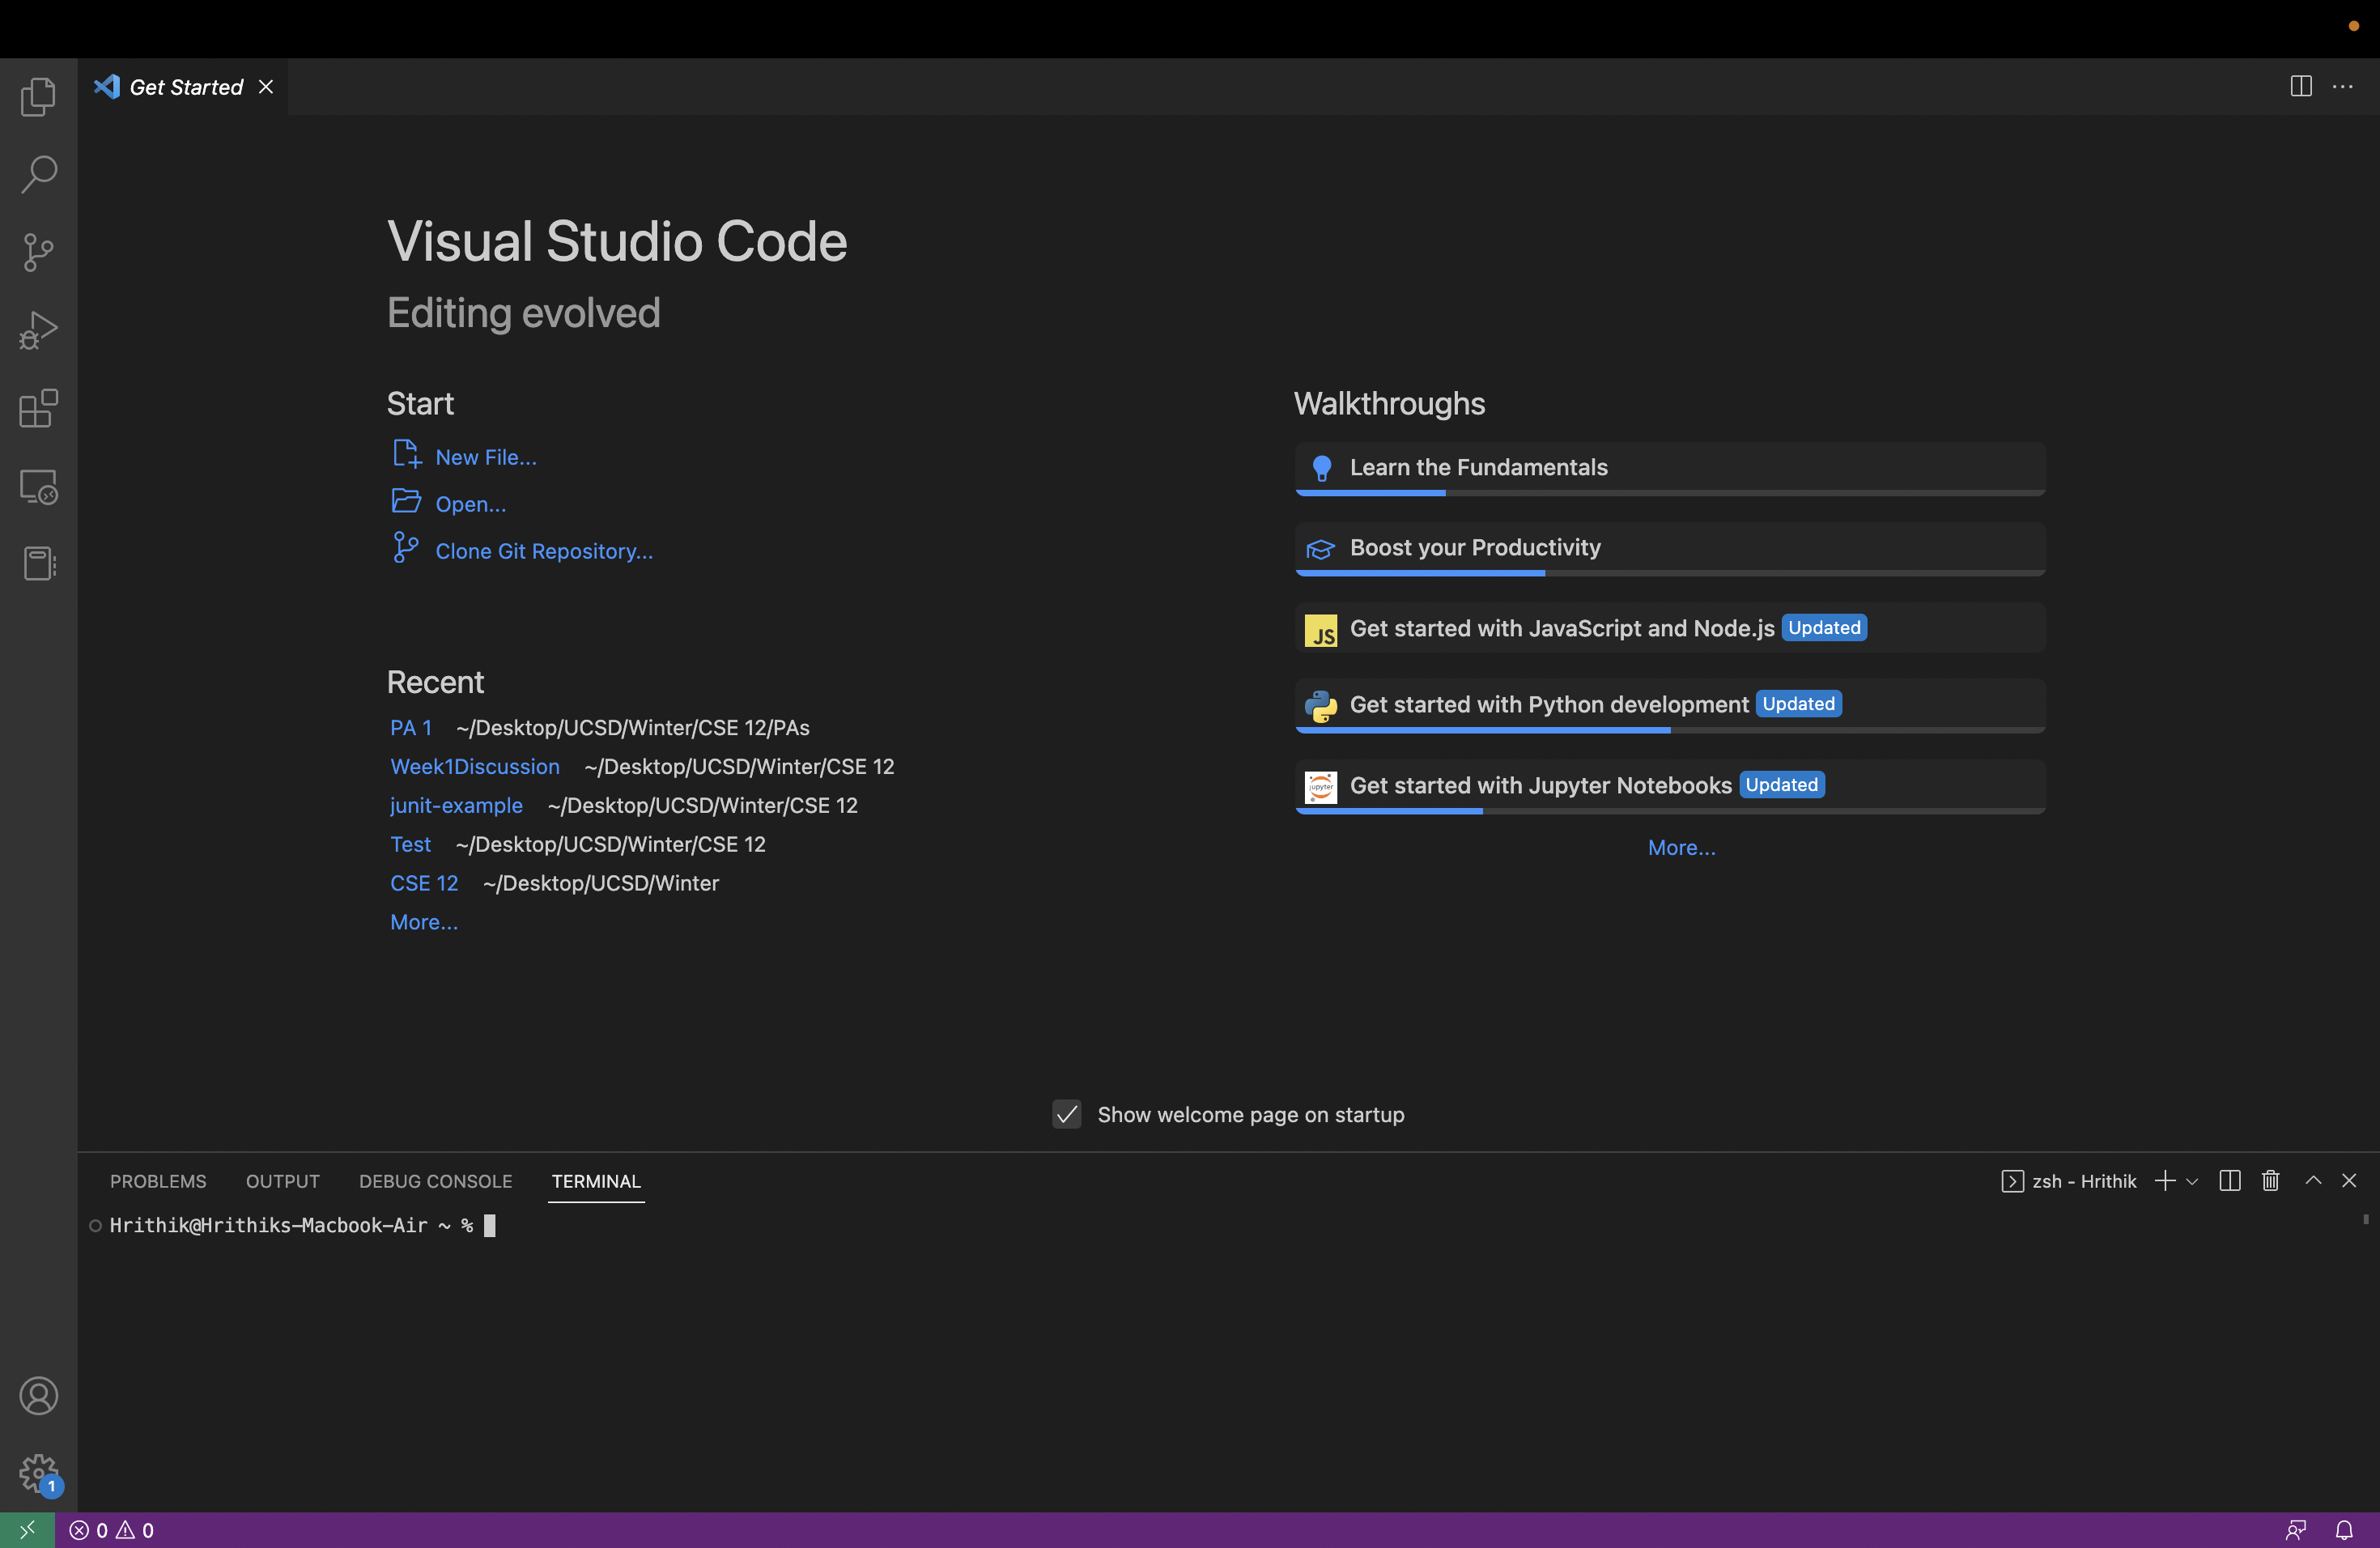 Get Started
Visual Studio Code
Editing evolved
Start
New File...
Open...
Clone Git Repository...
Recent
PA 1 ~/Desktop/UCSD/Winter/CSE 12/PAs
Week1Discussion ~/Desktop/UCSD/Winter/CSE 12
junit-example ~/Desktop/UCSD/Winter/CSE 12
Test ~/Desktop/UCSD/Winter/CSE 12
CSE 12 ~/Desktop/UCSD/Winter
More...
Walkthroughs
Learn the Fundamentals
Boost your Productivity
JS Get started with JavaScript and Node.js Updated
Get started with Python development Updated
jupyter Get started with Jupyter Notebooks Updated
More...
Show welcome page on startup
PROBLEMS OUTPUT DEBUG CONSOLE TERMINAL zsh - Hrithik
Hrithik@Hrithiks-Macbook-Air ~ %
1
0 0